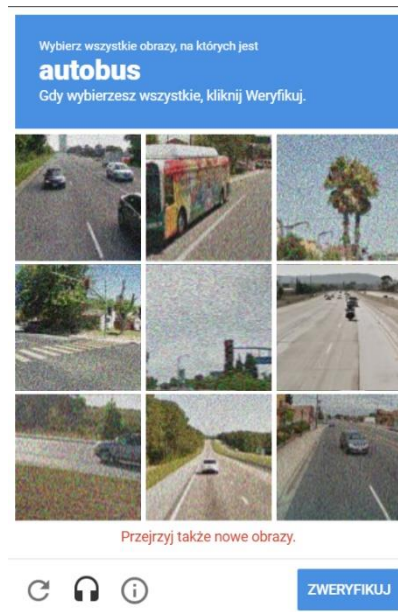 Wybierz wszystkie obrazy, na których jest
autobus
Gdy wybierzesz wszystkie, kliknij Weryfikuj.
Przejrzyj także nowe obrazy.
ZWERYFIKUJ